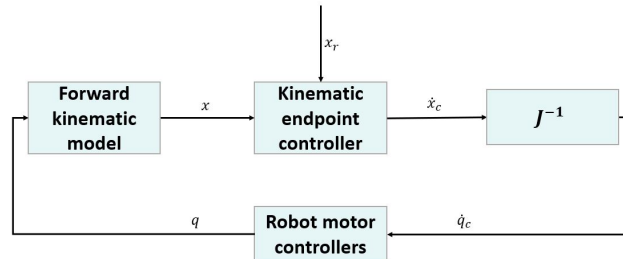 x_r
Forward
kinematic
model
x
Kinematic
endpoint
controller
ẋ_c
J⁻¹
q
Robot motor
controllers
q̇_c